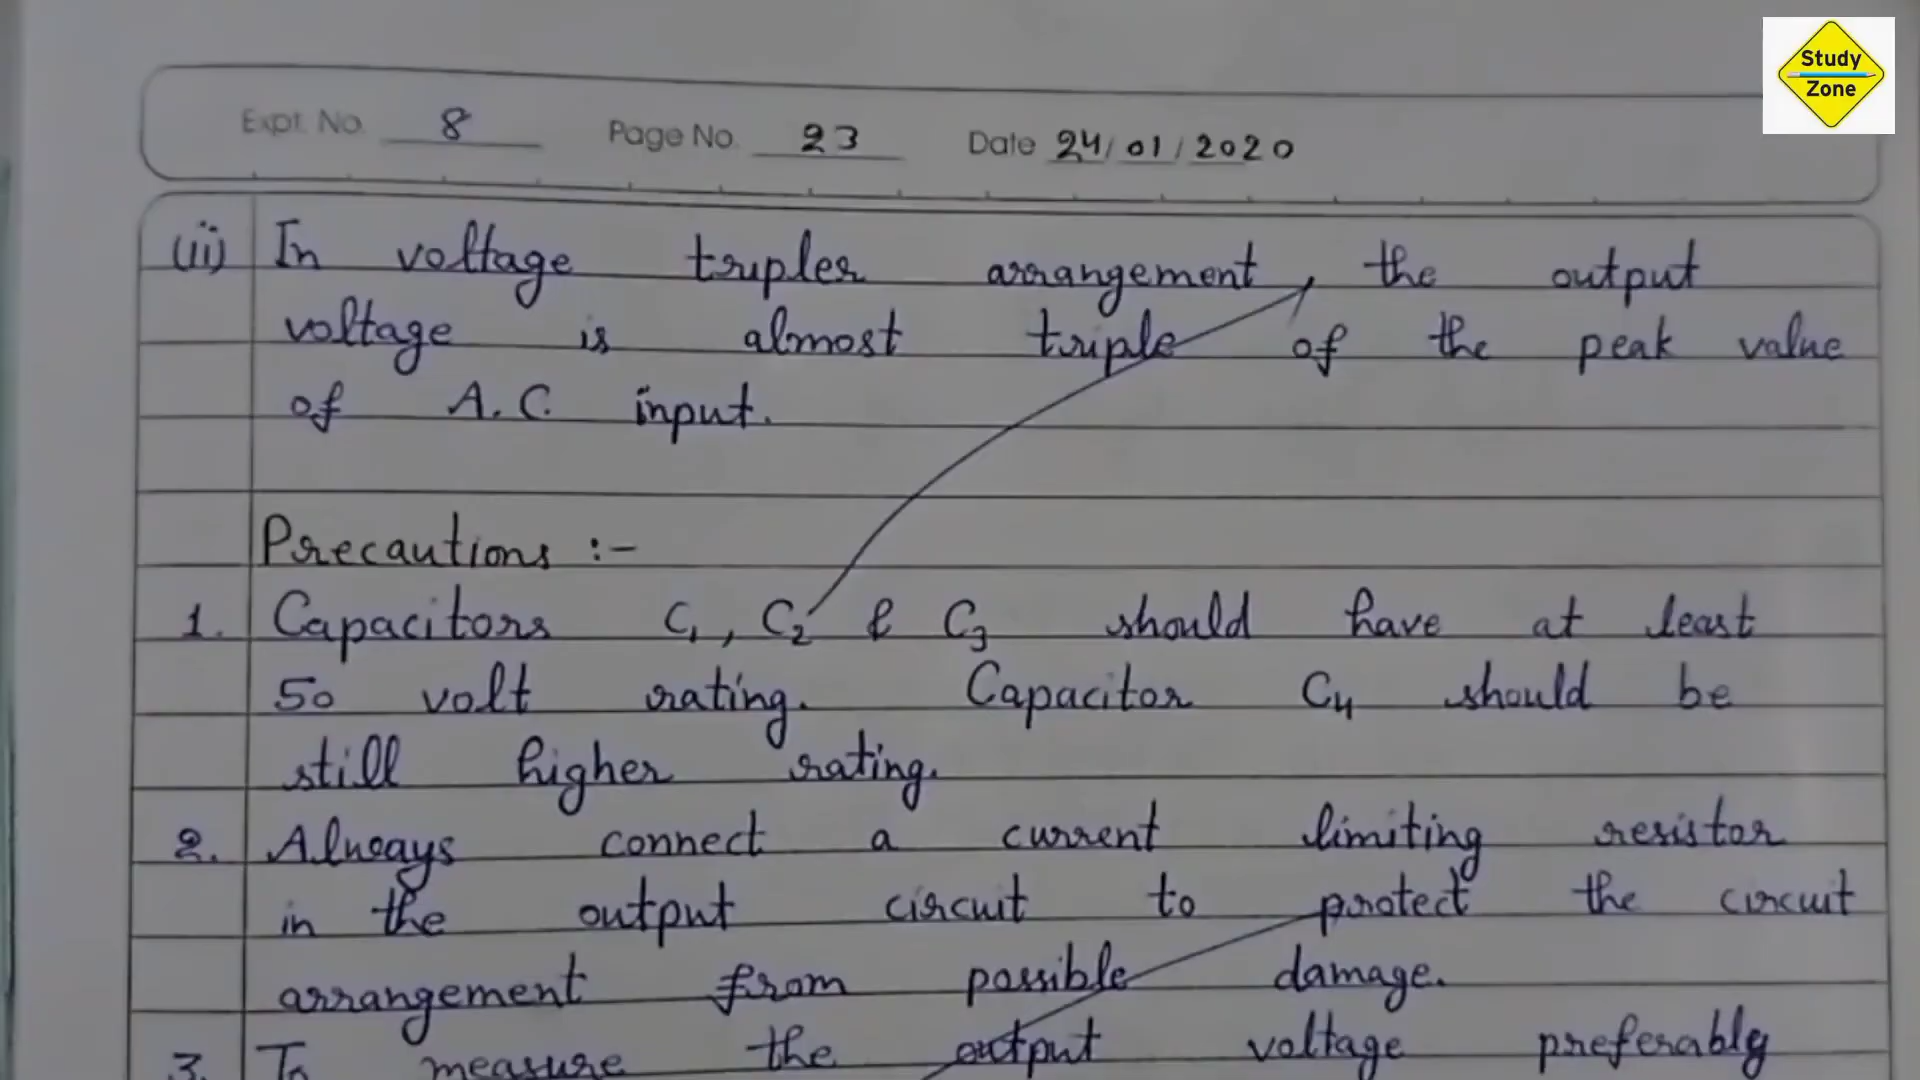 Study
Zone
Expt. No. 8 Page No. 23 Date 24/01/2020
(ii) In voltage tripler arrangement, the output
voltage is almost triple of the peak value
of A.C. input.
Precautions :-
1. Capacitors C₁, C₂ & C₃ should have at least
50 volt rating. Capacitor C₄ should be
still higher rating.
2. Always connect a current limiting resistor
in the output circuit to protect the circuit
arrangement from possible damage.
3. To measure the output voltage preferably